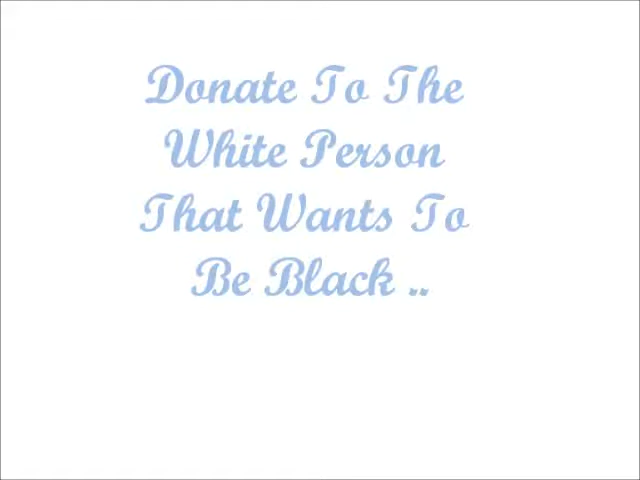 Donate To The
White Person
That Wants To
Be Black ..